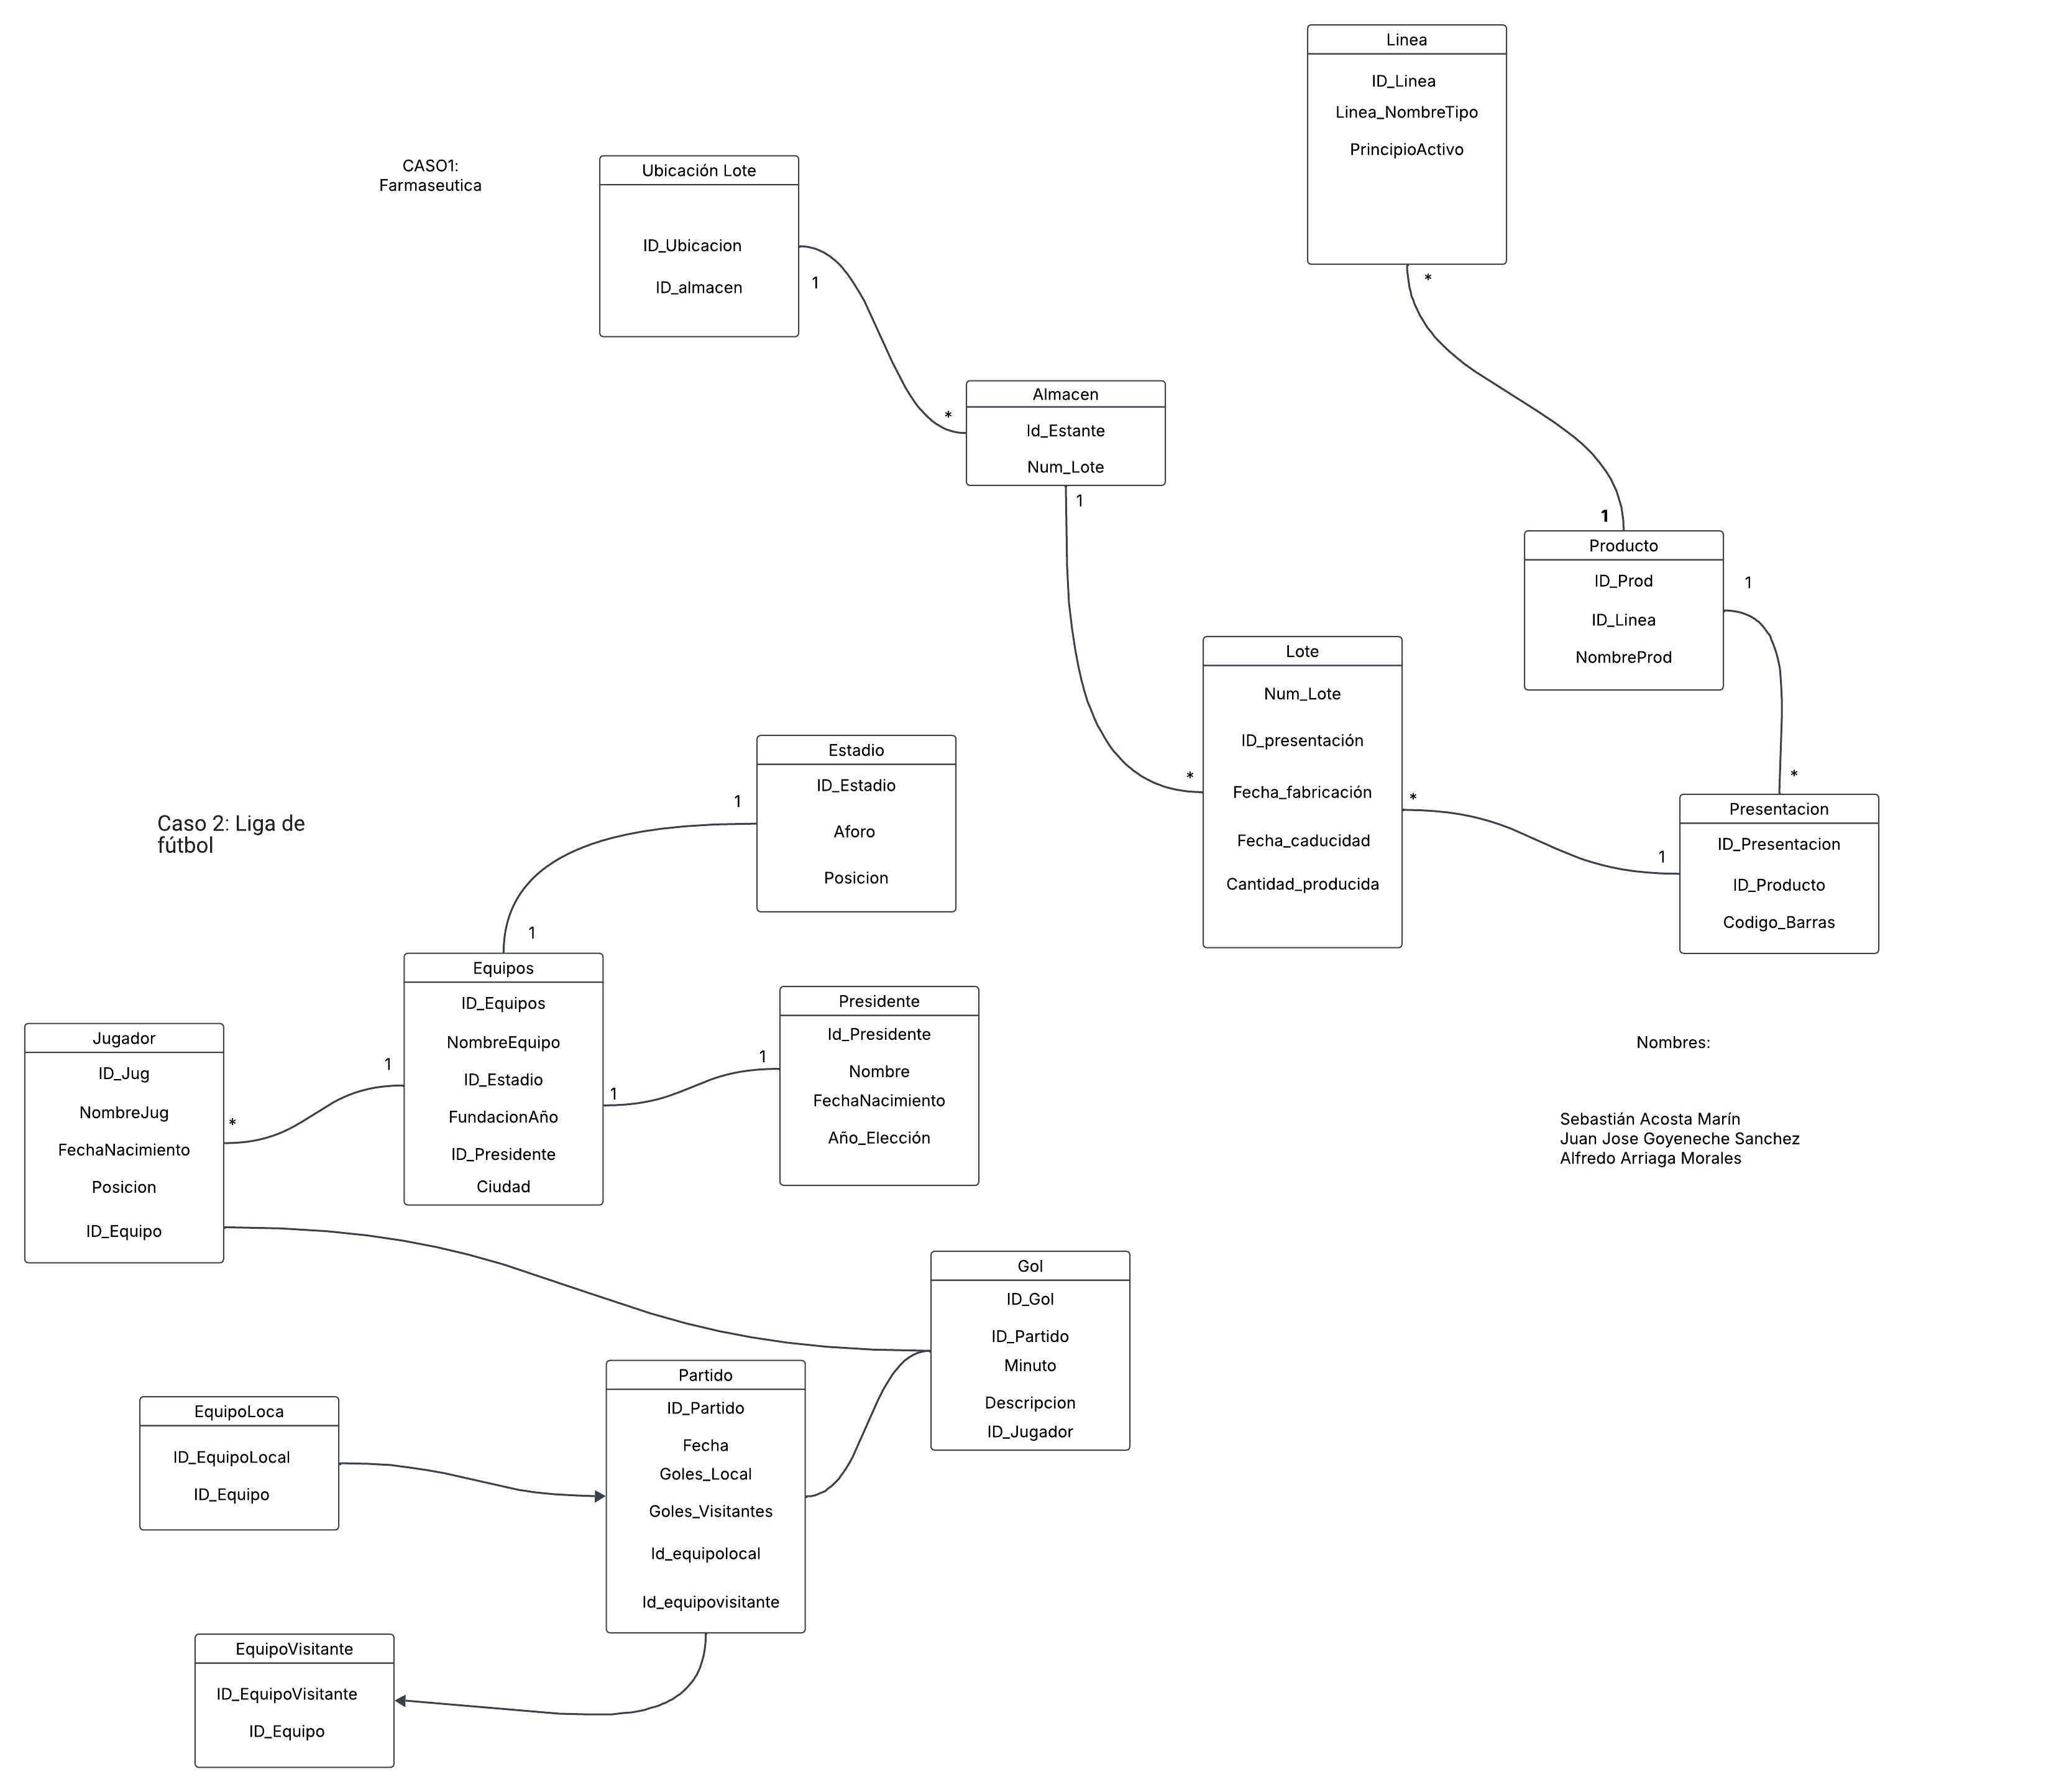 Linea
ID_Linea
Linea_NombreTipo
PrincipioActivo
*
CASO1:
Farmaseutica
Ubicación Lote
ID_Ubicacion
ID_almacen
1
*
Almacen
Id_Estante
Num_Lote
1
*
1
Producto
ID_Prod
ID_Linea
NombreProd
1
*
Lote
Num_Lote
ID_presentación
Fecha_fabricación
Fecha_caducidad
Cantidad_producida
*
1
Presentacion
ID_Presentacion
ID_Producto
Codigo_Barras
Caso 2: Liga de
fútbol
Estadio
ID_Estadio
Aforo
Posicion
1
1
Equipos
ID_Equipos
NombreEquipo
ID_Estadio
FundacionAño
ID_Presidente
Ciudad
1
1
Presidente
Id_Presidente
Nombre
FechaNacimiento
Año_Elección
1
*
Jugador
ID_Jug
NombreJug
FechaNacimiento
Posicion
ID_Equipo
Nombres:
Sebastián Acosta Marín
Juan Jose Goyeneche Sanchez
Alfredo Arriaga Morales
Gol
ID_Gol
ID_Partido
Minuto
Descripcion
ID_Jugador
Partido
ID_Partido
Fecha
Goles_Local
Goles_Visitantes
Id_equipolocal
Id_equipovisitante
EquipoLoca
ID_EquipoLocal
ID_Equipo
EquipoVisitante
ID_EquipoVisitante
ID_Equipo